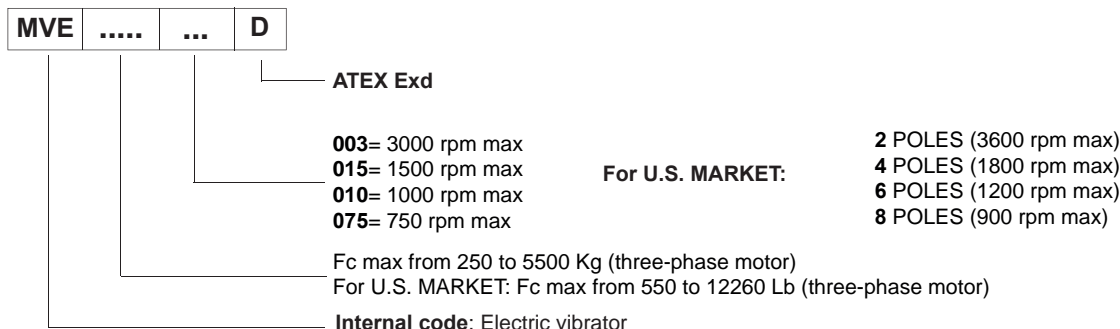 MVE ..... ... D
ATEX Exd
003= 3000 rpm max
015= 1500 rpm max
010= 1000 rpm max
075= 750 rpm max
For U.S. MARKET:
2 POLES (3600 rpm max)
4 POLES (1800 rpm max)
6 POLES (1200 rpm max)
8 POLES (900 rpm max)
Fc max from 250 to 5500 Kg (three-phase motor)
For U.S. MARKET: Fc max from 550 to 12260 Lb (three-phase motor)
Internal code: Electric vibrator